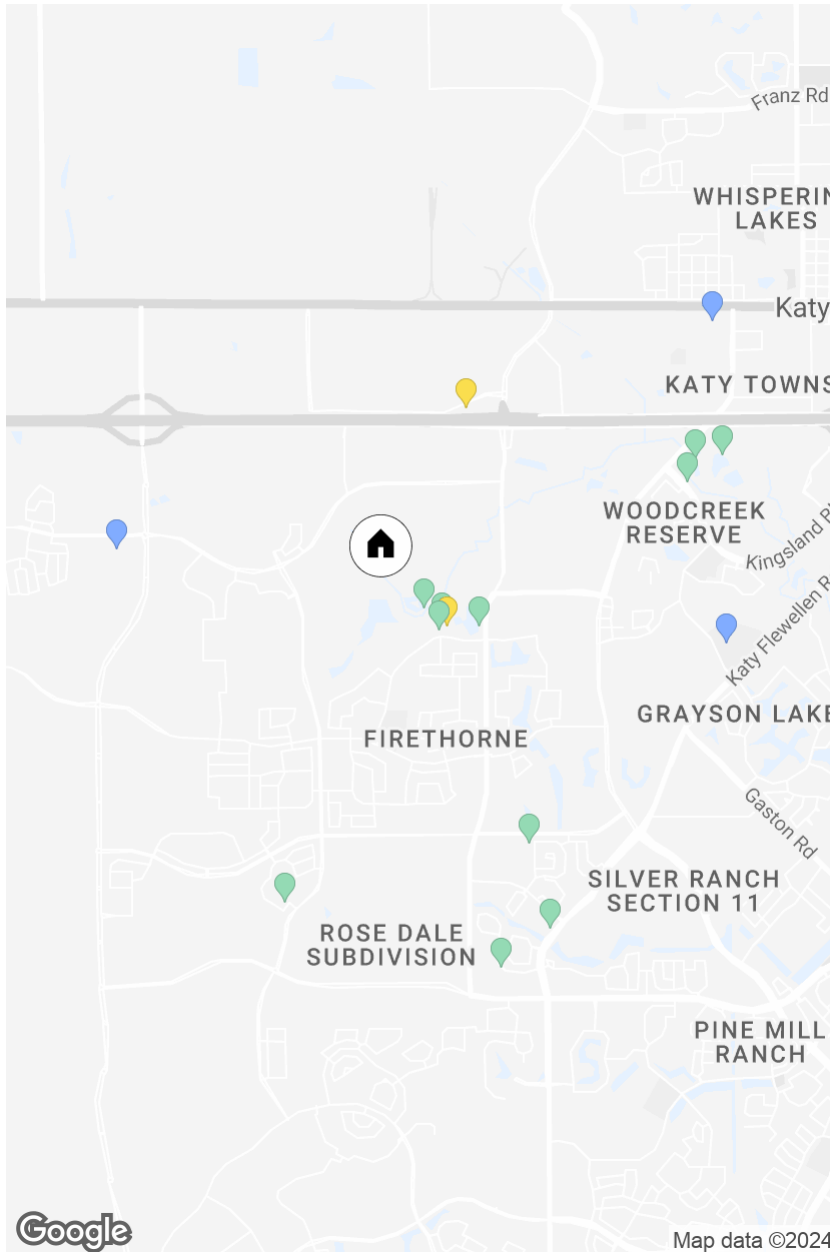 Franz Rd
WHISPERIN
LAKES
Katy
KATY TOWNS
WOODCREEK
RESERVE
Kingsland
Katy Flewellen R
GRAYSON LAKE
FIRETHORNE
Gaston Rd
SILVER RANCH
SECTION 11
ROSE DALE
SUBDIVISION
PINE MILL
RANCH
Google
Map data ©2024